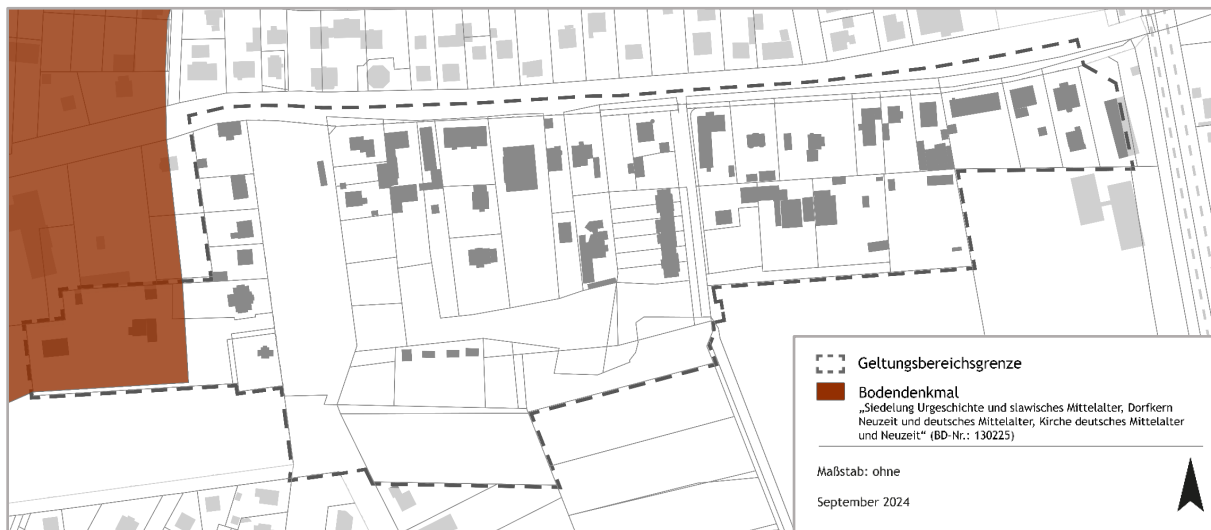 Geltungsbereichsgrenze
Bodendenkmal
„Siedelung Urgeschichte und slawisches Mittelalter, Dorfkern
Neuzeit und deutsches Mittelalter, Kirche deutsches Mittelalter
und Neuzeit“ (BD-Nr.: 130225)
Maßstab: ohne
September 2024